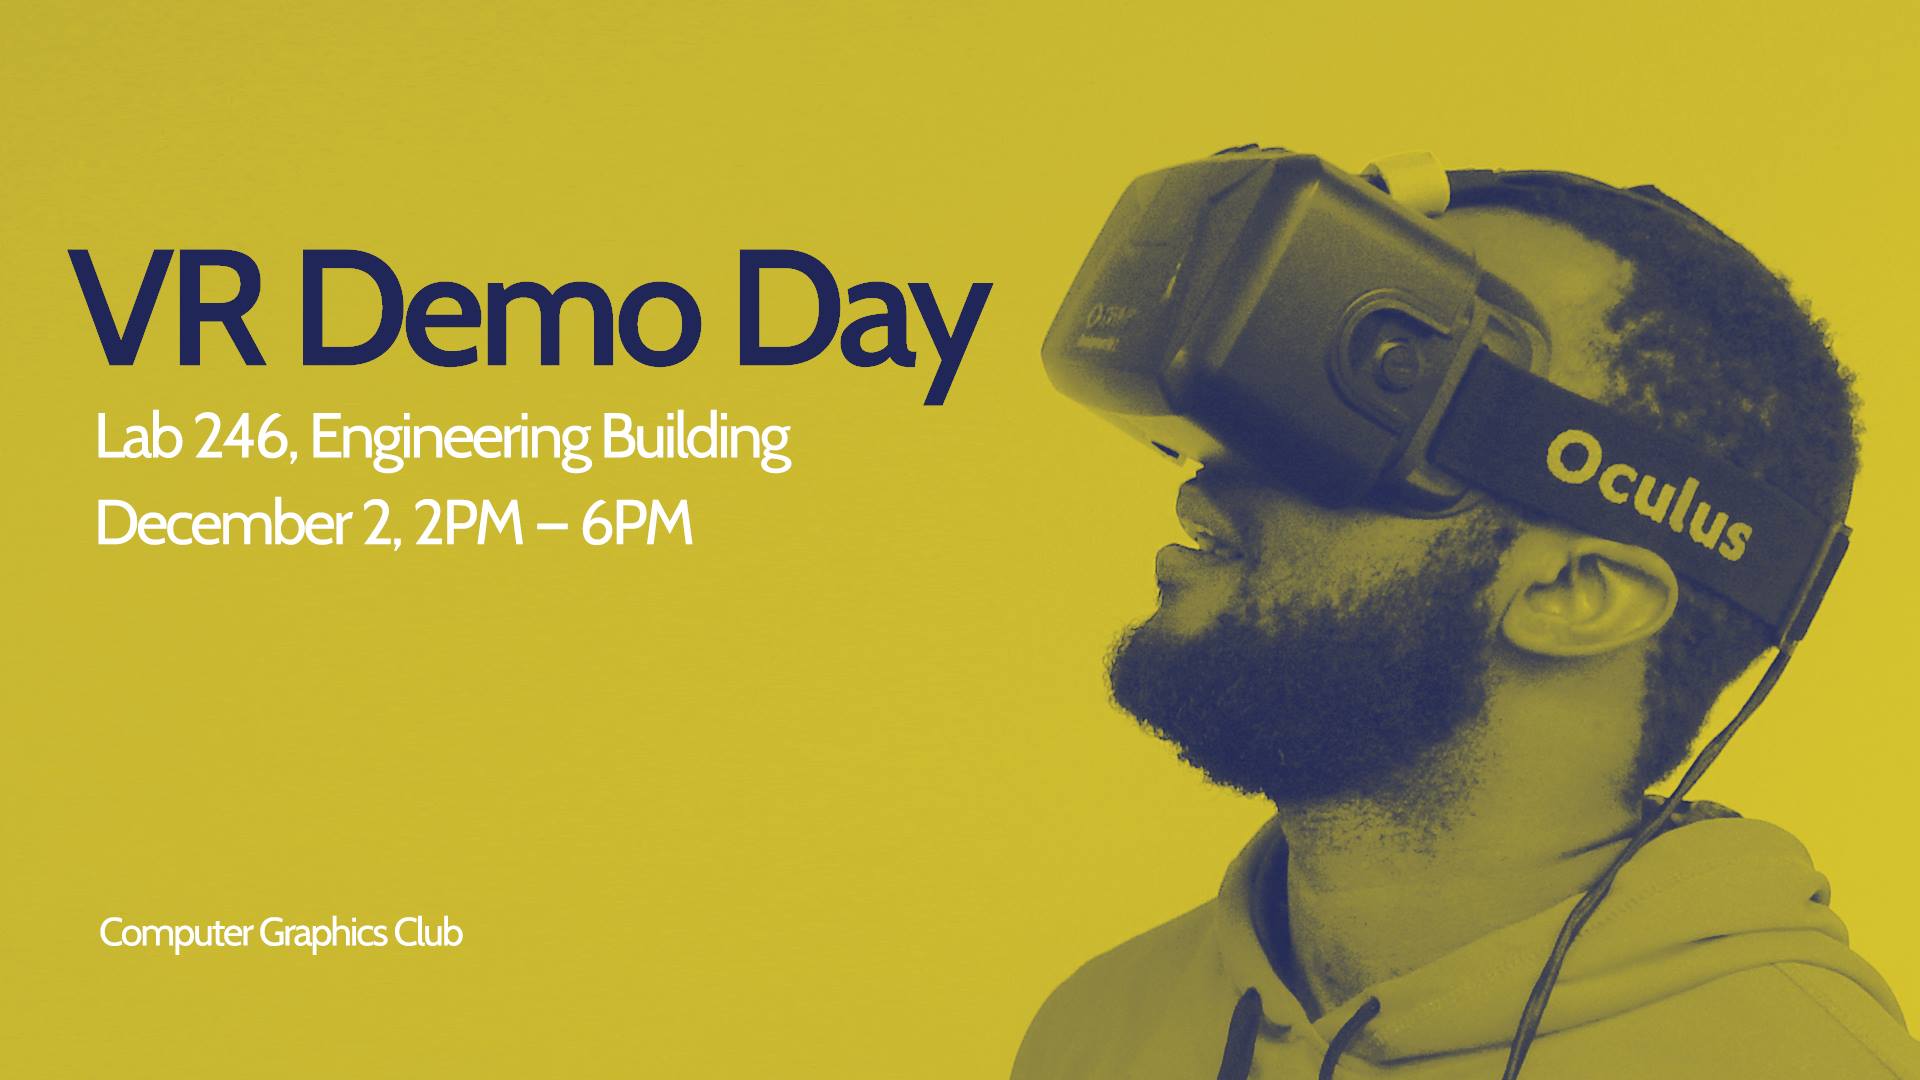 VR Demo Day
Lab 246, Engineering Building
December 2, 2PM – 6PM
Oculus
Computer Graphics Club